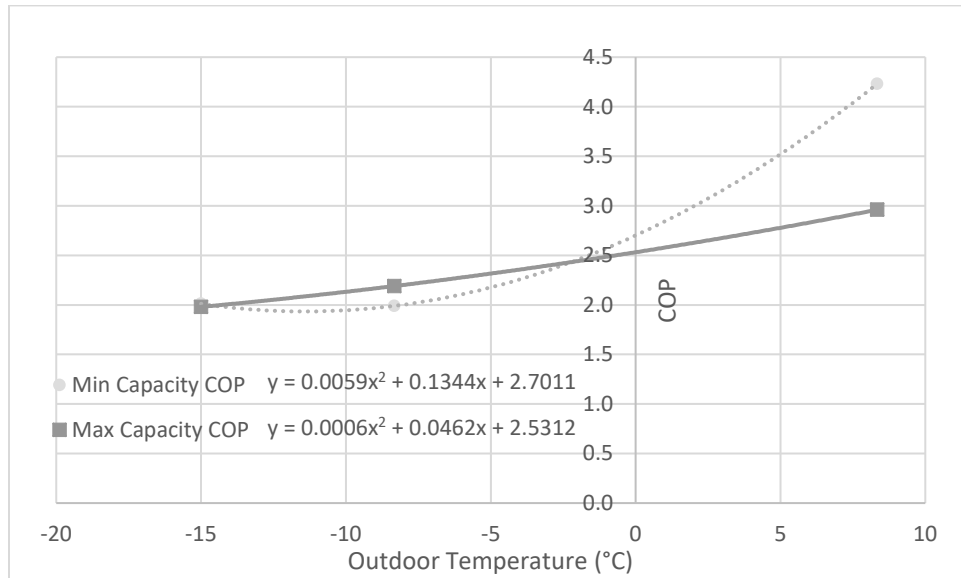 4.5
4.0
3.5
3.0
2.5
2.0
1.5
1.0
0.5
0.0
COP
Min Capacity COP y = 0.0059x² + 0.1344x + 2.7011
Max Capacity COP y = 0.0006x² + 0.0462x + 2.5312
-20 -15 -10 -5 0 5 10
Outdoor Temperature (°C)